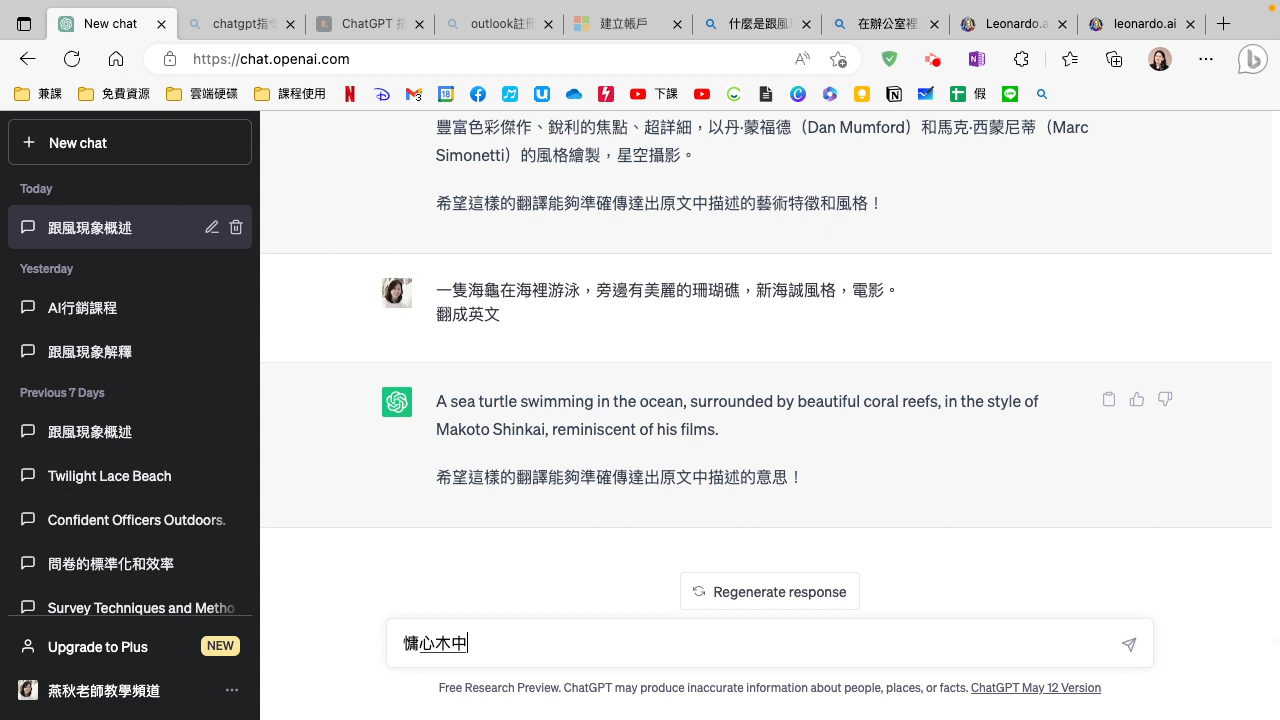 New chat
chatgpt指令
ChatGPT 指
outlook註冊
建立帳戶
什麼是跟風現
在辦公室裡
Leonardo.a
leonardo.ai
https://chat.openai.com
兼課
免費資源
雲端硬碟
課程使用
下課
假
New chat
Today
跟風現象概述
Yesterday
AI行銷課程
跟風現象解釋
Previous 7 Days
跟風現象概述
Twilight Lace Beach
Confident Officers Outdoors.
問卷的標準化和效率
Survey Techniques and Metho
Upgrade to Plus
NEW
燕秋老師教學頻道
豐富色彩傑作、銳利的焦點、超詳細，以丹·蒙福德（Dan Mumford）和馬克·西蒙尼蒂（Marc
Simonetti）的風格繪製，星空攝影。
希望這樣的翻譯能夠準確傳達出原文中描述的藝術特徵和風格！
一隻海龜在海裡游泳，旁邊有美麗的珊瑚礁，新海誠風格，電影。
翻成英文
A sea turtle swimming in the ocean, surrounded by beautiful coral reefs, in the style of
Makoto Shinkai, reminiscent of his films.
希望這樣的翻譯能夠準確傳達出原文中描述的意思！
Regenerate response
慵心木中
Free Research Preview. ChatGPT may produce inaccurate information about people, places, or facts. ChatGPT May 12 Version